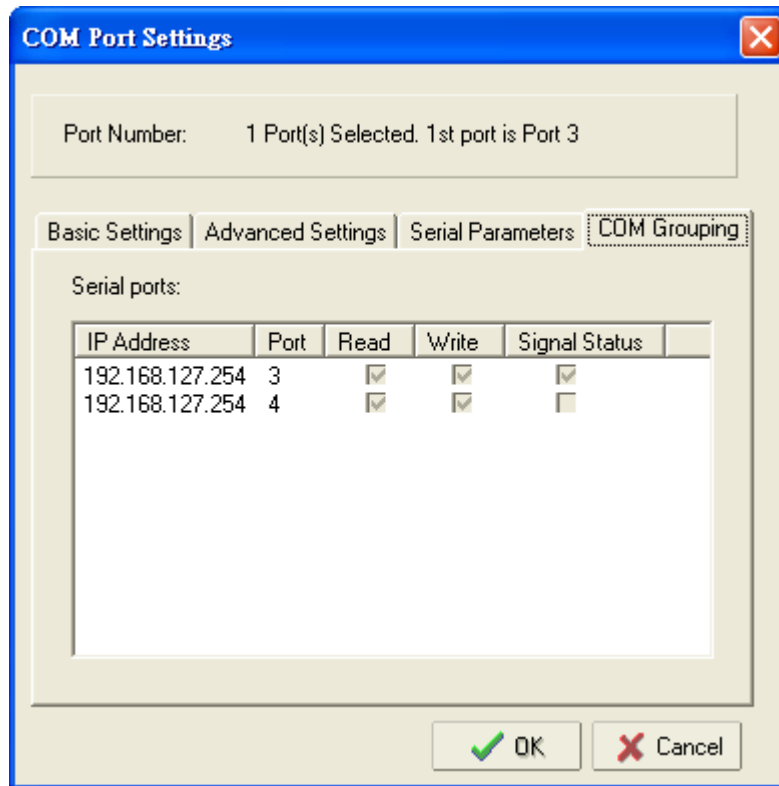 COM Port Settings
Port Number: 1 Port(s) Selected. 1st port is Port 3
Basic Settings Advanced Settings Serial Parameters COM Grouping
Serial ports:
IP Address Port Read Write Signal Status
192.168.127.254 3
192.168.127.254 4
OK Cancel